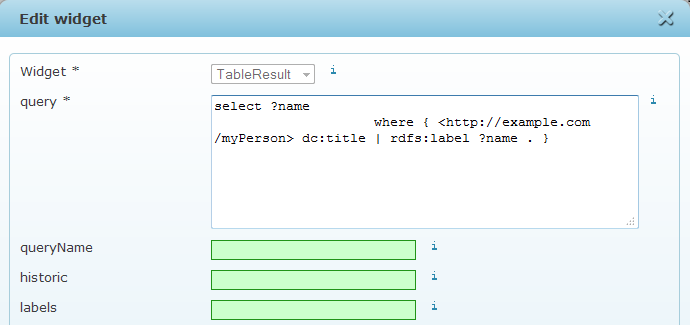 Edit widget
Widget * TableResult i
query * i
select ?name
where { <http://example.com
/myPerson> dc:title | rdfs:label ?name . }
queryName i
historic i
labels i